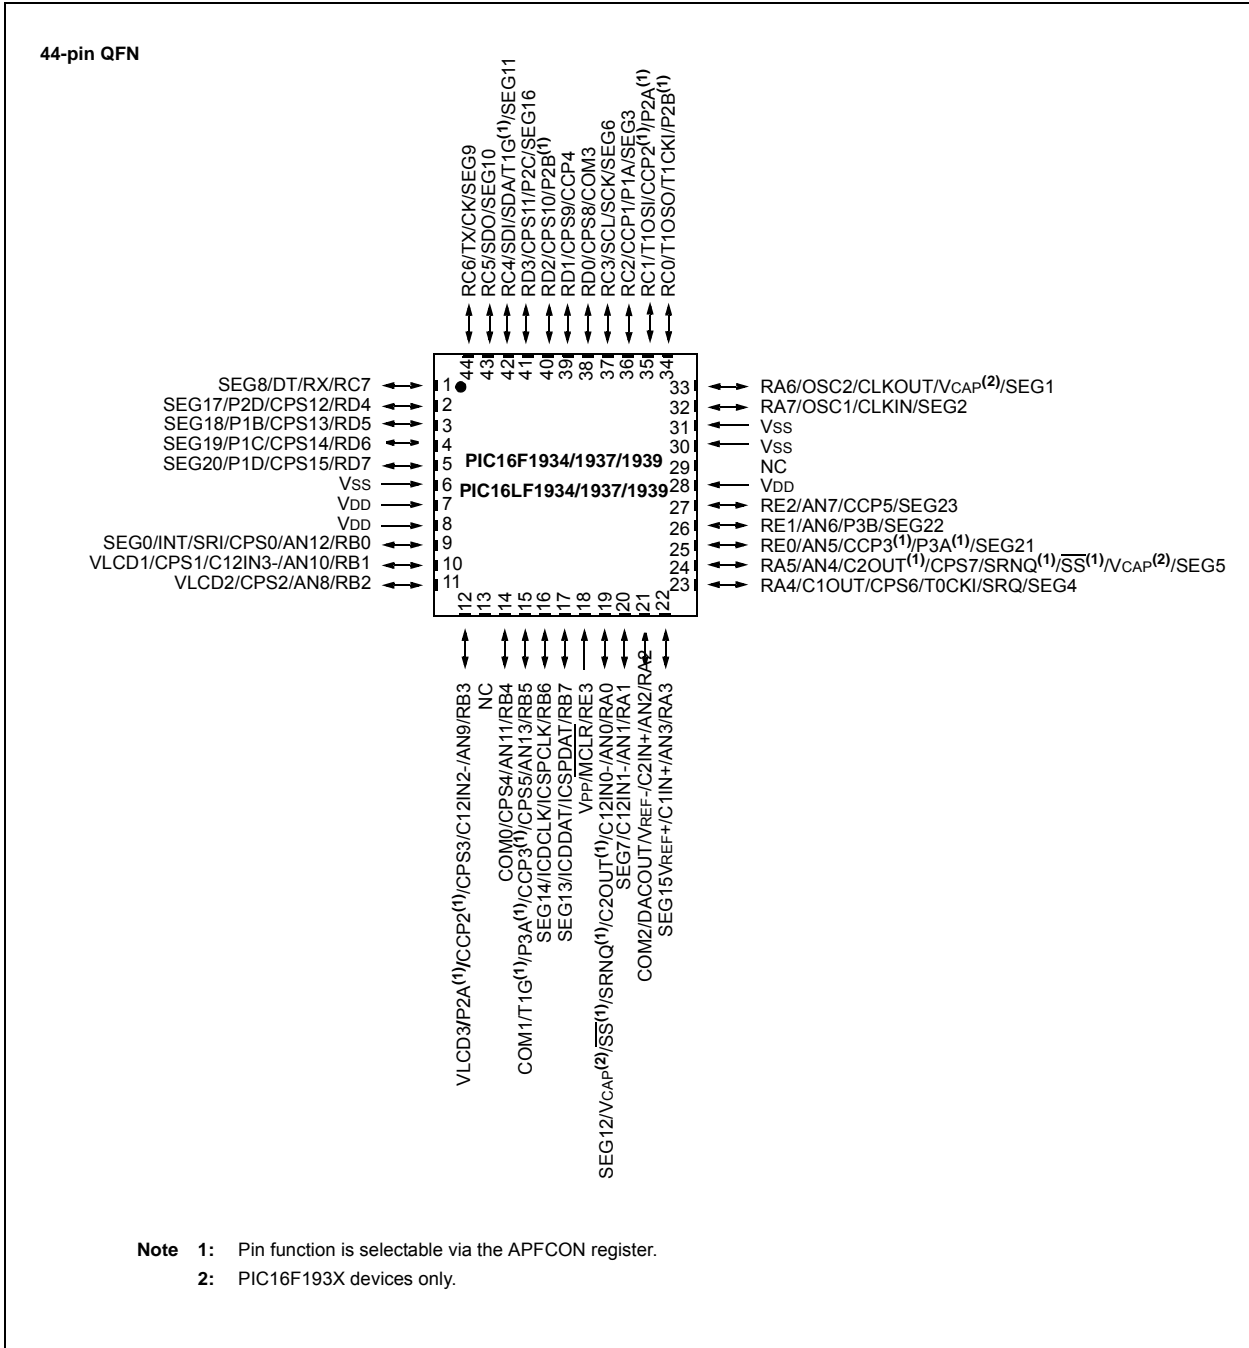 44-pin QFN
RC6/TX/CK/SEG9
RC5/SDO/SEG10
RC4/SDI/SDA/T1G(1)/SEG11
RD3/CPS11/P2C/SEG16
RD2/CPS10/P2B(1)
RD1/CPS9/CCP4
RD0/CPS8/COM3
RC3/SCL/SCK/SEG6
RC2/CCP1/P1A/SEG3
RC1/T1OSI/CCP2(1)/P2A(1)
RC0/T1OSO/T1CKI/P2B(1)
44 43 42 41 40 39 38 37 36 35 34
SEG8/DT/RX/RC7 1
SEG17/P2D/CPS12/RD4 2
SEG18/P1B/CPS13/RD5 3
SEG19/P1C/CPS14/RD6 4
SEG20/P1D/CPS15/RD7 5
VSS 6
VDD 7
VDD 8
SEG0/INT/SRI/CPS0/AN12/RB0 9
VLCD1/CPS1/C12IN3-/AN10/RB1 10
VLCD2/CPS2/AN8/RB2 11
PIC16F1934/1937/1939
PIC16LF1934/1937/1939
33 RA6/OSC2/CLKOUT/VCAP(2)/SEG1
32 RA7/OSC1/CLKIN/SEG2
31 VSS
30 VSS
29 NC
28 VDD
27 RE2/AN7/CCP5/SEG23
26 RE1/AN6/P3B/SEG22
25 RE0/AN5/CCP3(1)/P3A(1)/SEG21
24 RA5/AN4/C2OUT(1)/CPS7/SRNQ(1)/SS(1)/VCAP(2)/SEG5
23 RA4/C1OUT/CPS6/T0CKI/SRQ/SEG4
12 13 14 15 16 17 18 19 20 21 22
VLCD3/P2A(1)/CCP2(1)/CPS3/C12IN2-/AN9/RB3
NC
COM0/CPS4/AN11/RB4
COM1/T1G(1)/P3A(1)/CCP3(1)/CPS5/AN13/RB5
SEG14/ICDCLK/ICSPCLK/RB6
SEG13/ICDDAT/ICSPDAT/RB7
VPP/MCLR/RE3
SEG12/VCAP(2)/SS(1)/SRNQ(1)/C2OUT(1)/C12IN0-/AN0/RA0
SEG7/C12IN1-/AN1/RA1
COM2/DACOUT/VREF-/C2IN+/AN2/RA2
SEG15VREF+/C1IN+/AN3/RA3
Note 1: Pin function is selectable via the APFCON register.
2: PIC16F193X devices only.